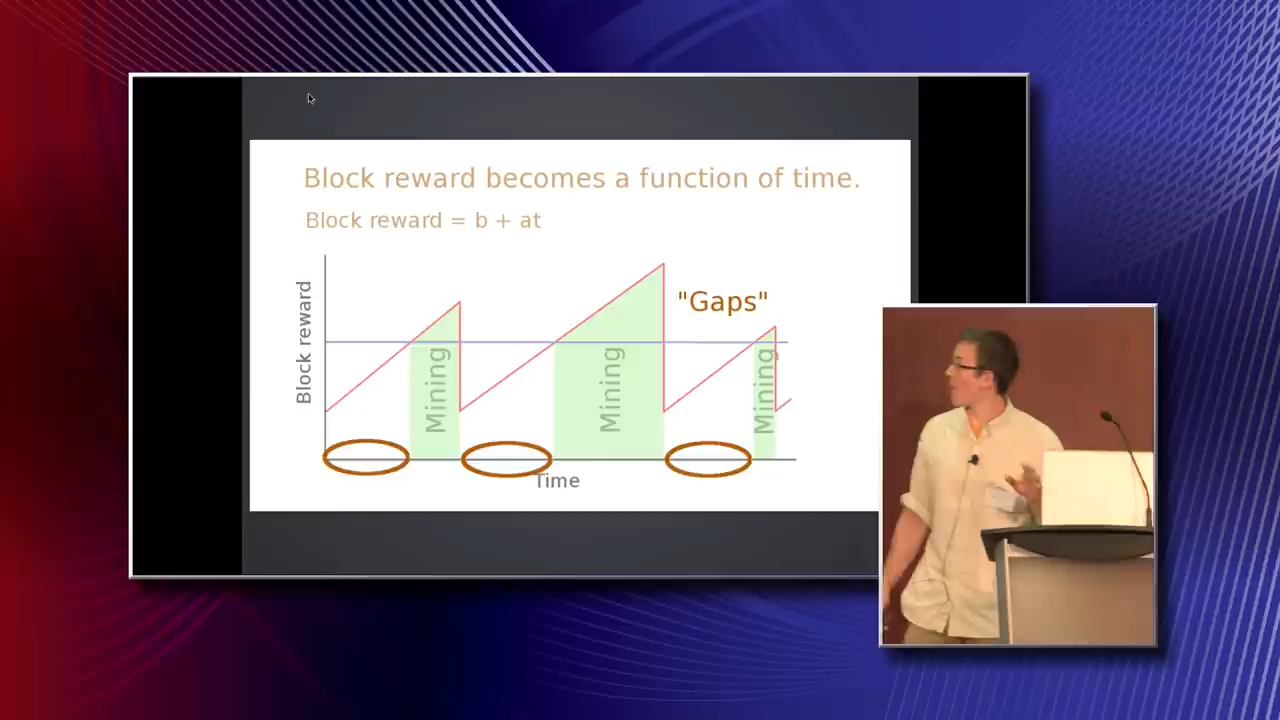 Block reward becomes a function of time.
Block reward = b + at
"Gaps"
Block reward
Mining
Mining
Mining
Time